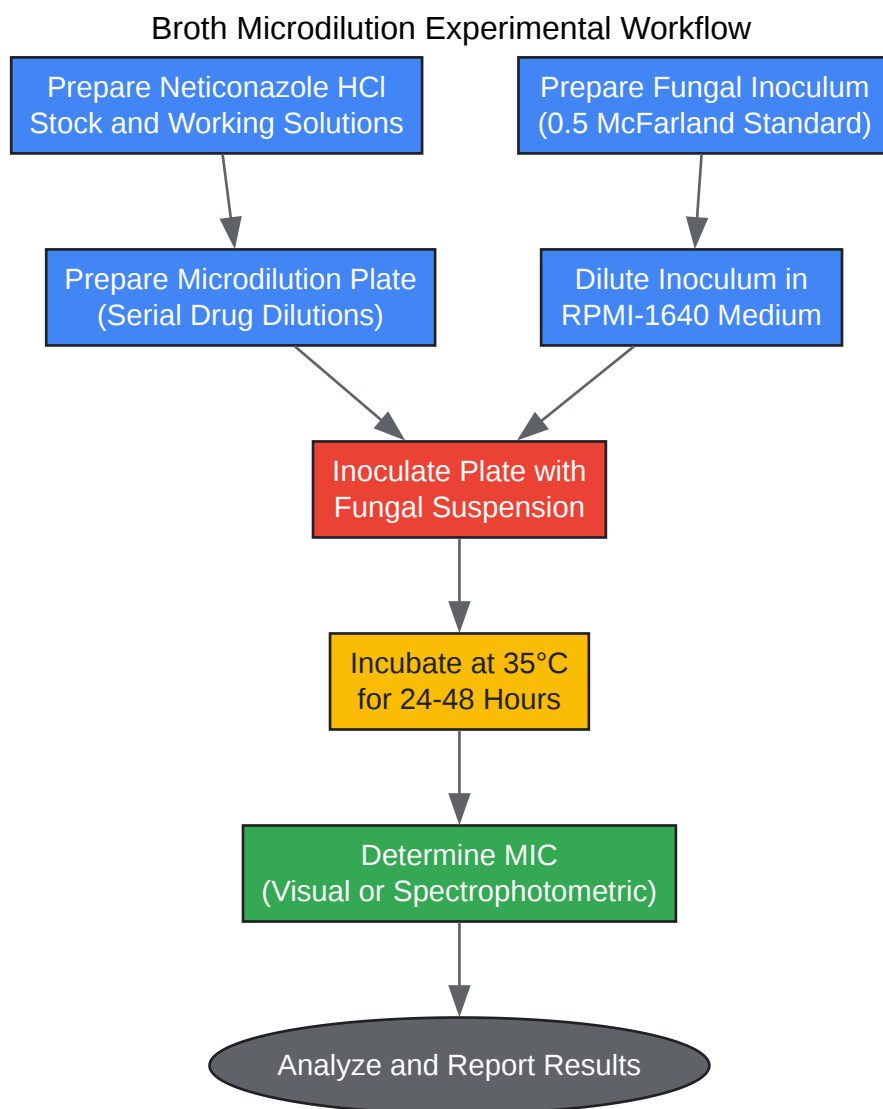 Broth Microdilution Experimental Workflow
Prepare Neticonazole HCl
Stock and Working Solutions
Prepare Fungal Inoculum
(0.5 McFarland Standard)
Prepare Microdilution Plate
(Serial Drug Dilutions)
Dilute Inoculum in
RPMI-1640 Medium
Inoculate Plate with
Fungal Suspension
Incubate at 35°C
for 24-48 Hours
Determine MIC
(Visual or Spectrophotometric)
Analyze and Report Results